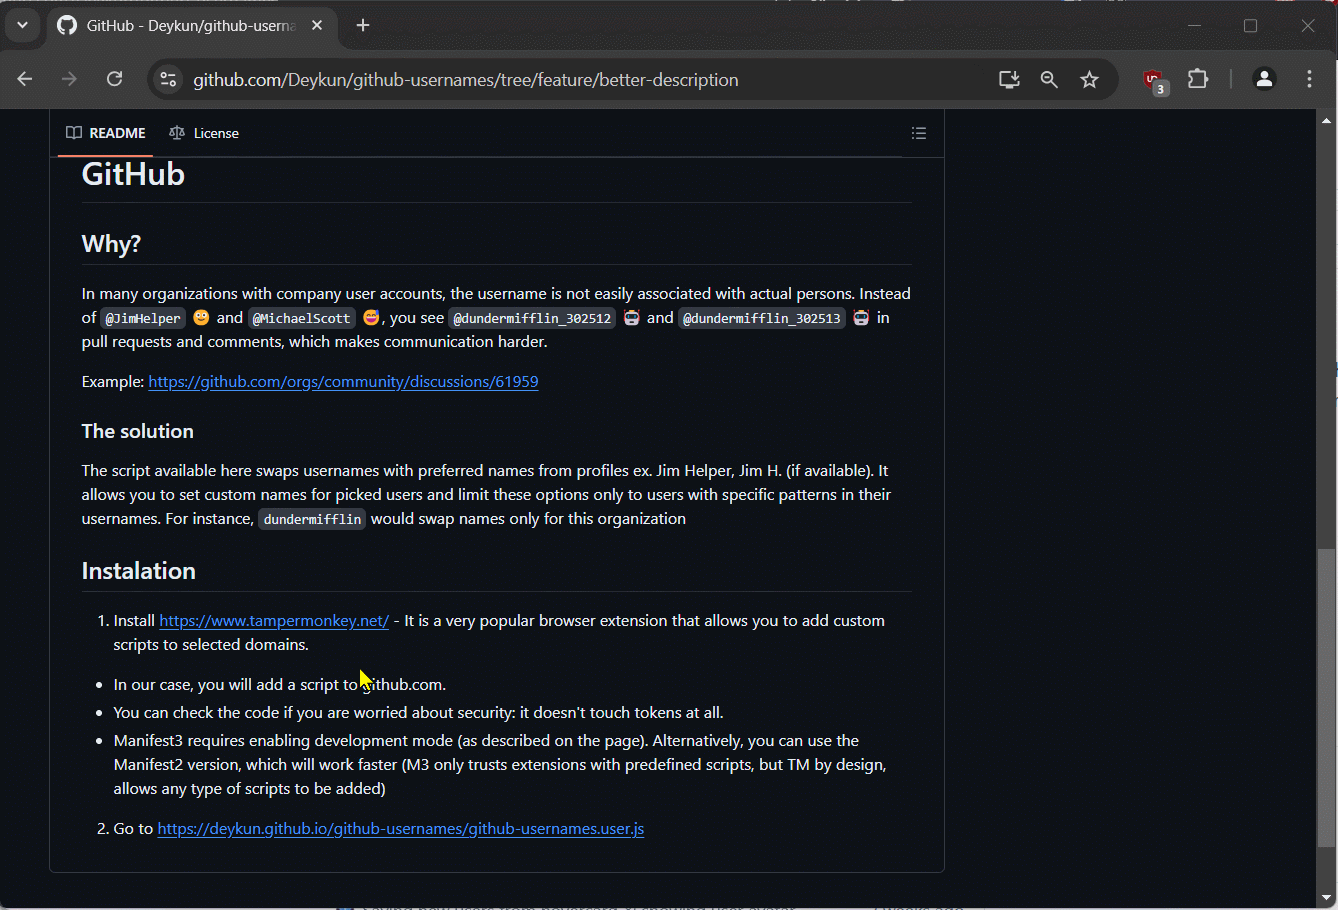 GitHub - Deykun/github-userna
github.com/Deykun/github-usernames/tree/feature/better-description
3
README
License
GitHub
Why?
In many organizations with company user accounts, the username is not easily associated with actual persons. Instead
of @JimHelper 😐 and @MichaelScott 😅, you see @dundermifflin_302512 🤖 and @dundermifflin_302513 🤖 in
pull requests and comments, which makes communication harder.
Example: https://github.com/orgs/community/discussions/61959
The solution
The script available here swaps usernames with preferred names from profiles ex. Jim Helper, Jim H. (if available). It
allows you to set custom names for picked users and limit these options only to users with specific patterns in their
usernames. For instance, dundermifflin would swap names only for this organization
Instalation
1. Install https://www.tampermonkey.net/ - It is a very popular browser extension that allows you to add custom
scripts to selected domains.
• In our case, you will add a script to github.com.
• You can check the code if you are worried about security: it doesn't touch tokens at all.
• Manifest3 requires enabling development mode (as described on the page). Alternatively, you can use the
Manifest2 version, which will work faster (M3 only trusts extensions with predefined scripts, but TM by design,
allows any type of scripts to be added)
2. Go to https://deykun.github.io/github-usernames/github-usernames.user.js